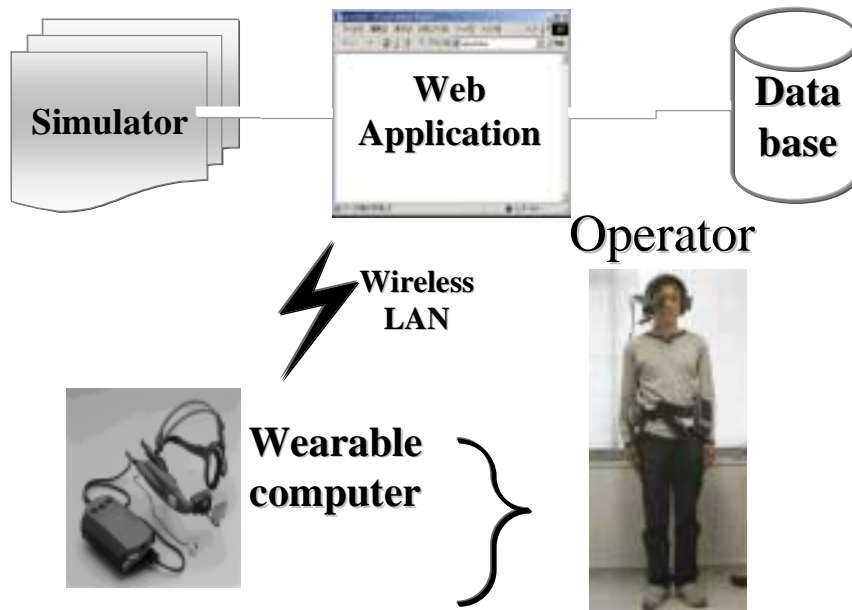 Simulator
Web
Application
Data
base
Operator
Wireless
LAN
Wearable
computer